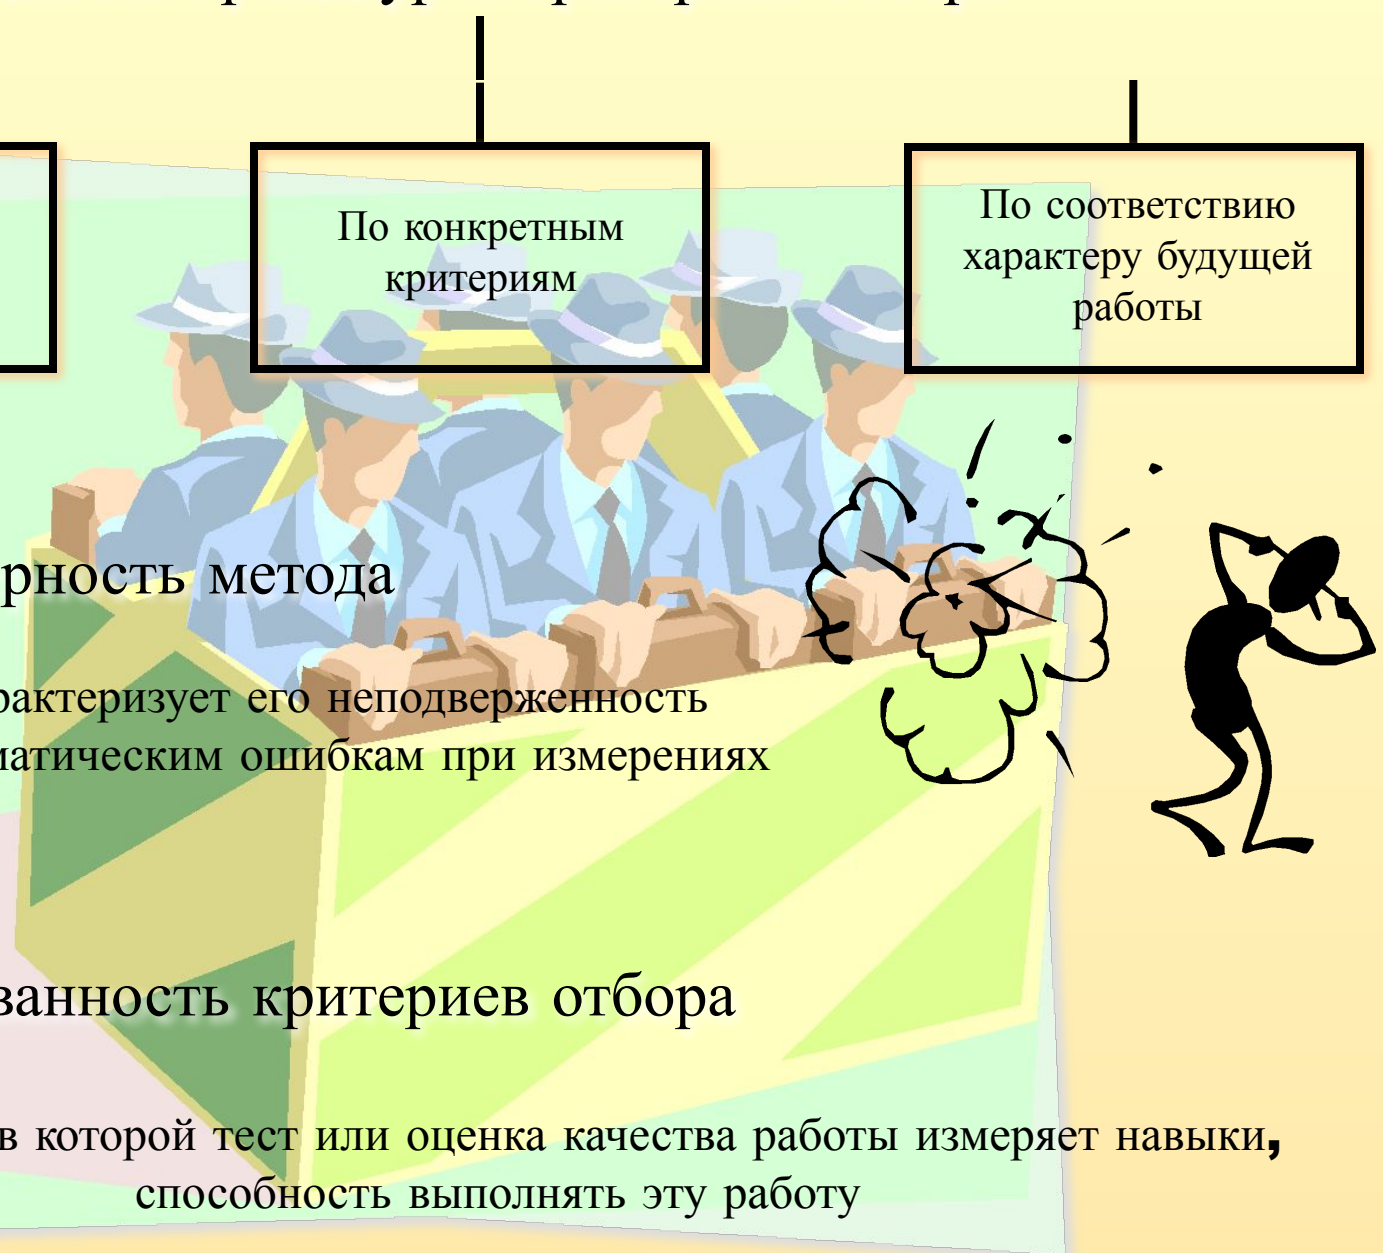 По конкретным
критериям
По соответствию
характеру будущей
работы
рность метода
рактеризует его неподверженность
матическим ошибкам при измерениях
ванность критериев отбора
в которой тест или оценка качества работы измеряет навыки,
способность выполнять эту работу